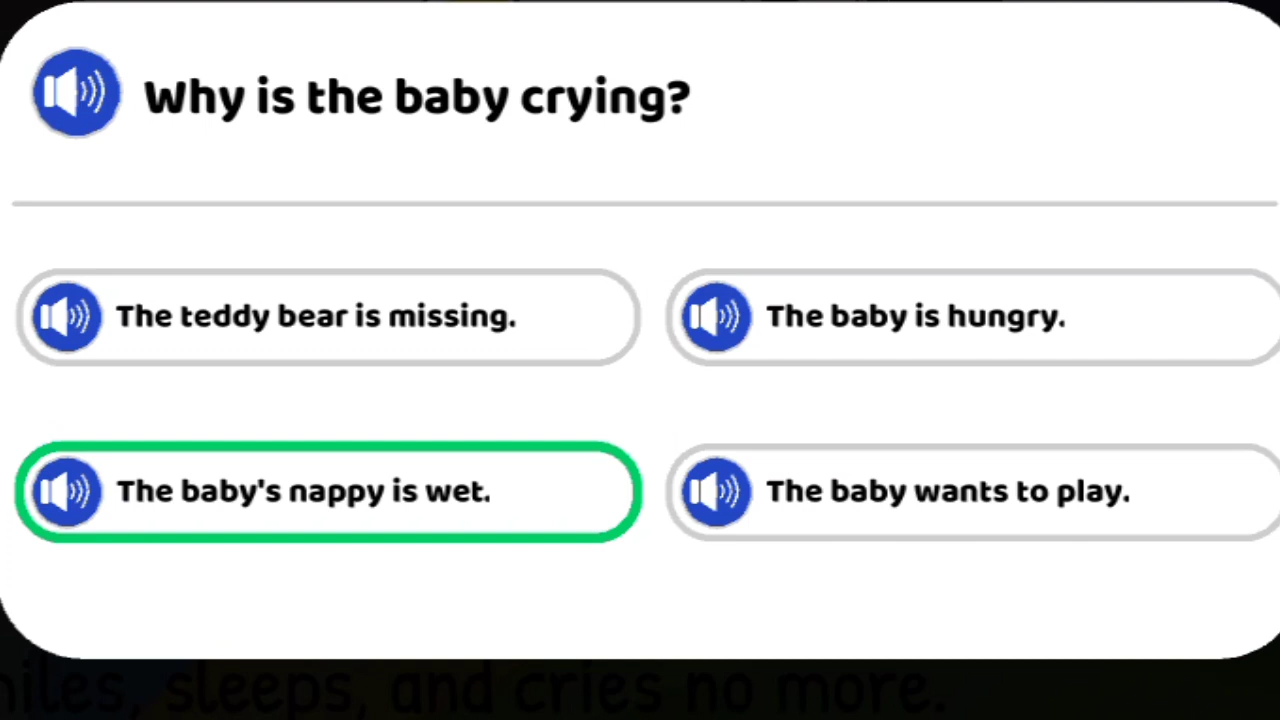 Why is the baby crying?
The teddy bear is missing.
The baby is hungry.
The baby's nappy is wet.
The baby wants to play.
sleeps, and cries no more.